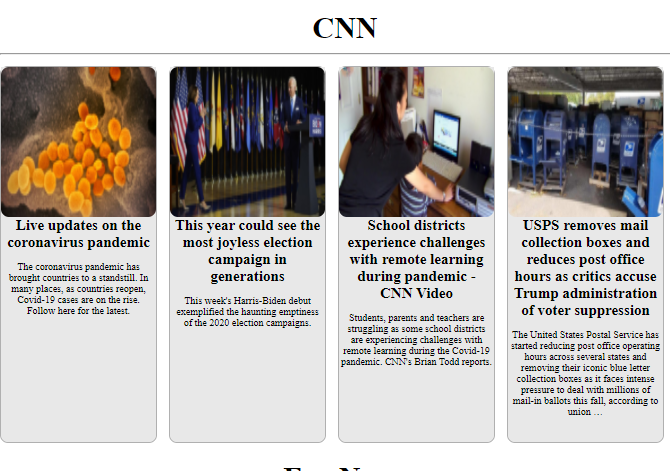 CNN
Live updates on the
coronavirus pandemic
The coronavirus pandemic has
brought countries to a standstill. In
many places, as countries reopen,
Covid-19 cases are on the rise.
Follow here for the latest.
This year could see the
most joyless election
campaign in
generations
This week's Harris-Biden debut
exemplified the haunting emptiness
of the 2020 election campaigns.
School districts
experience challenges
with remote learning
during pandemic -
CNN Video
Students, parents and teachers are
struggling as some school districts
are experiencing challenges with
remote learning during the Covid-19
pandemic. CNN's Brian Todd reports.
USPS removes mail
collection boxes and
reduces post office
hours as critics accuse
Trump administration
of voter suppression
The United States Postal Service has
started reducing post office operating
hours across several states and
removing their iconic blue letter
collection boxes as it faces intense
pressure to deal with millions of
mail-in ballots this fall, according to
union …